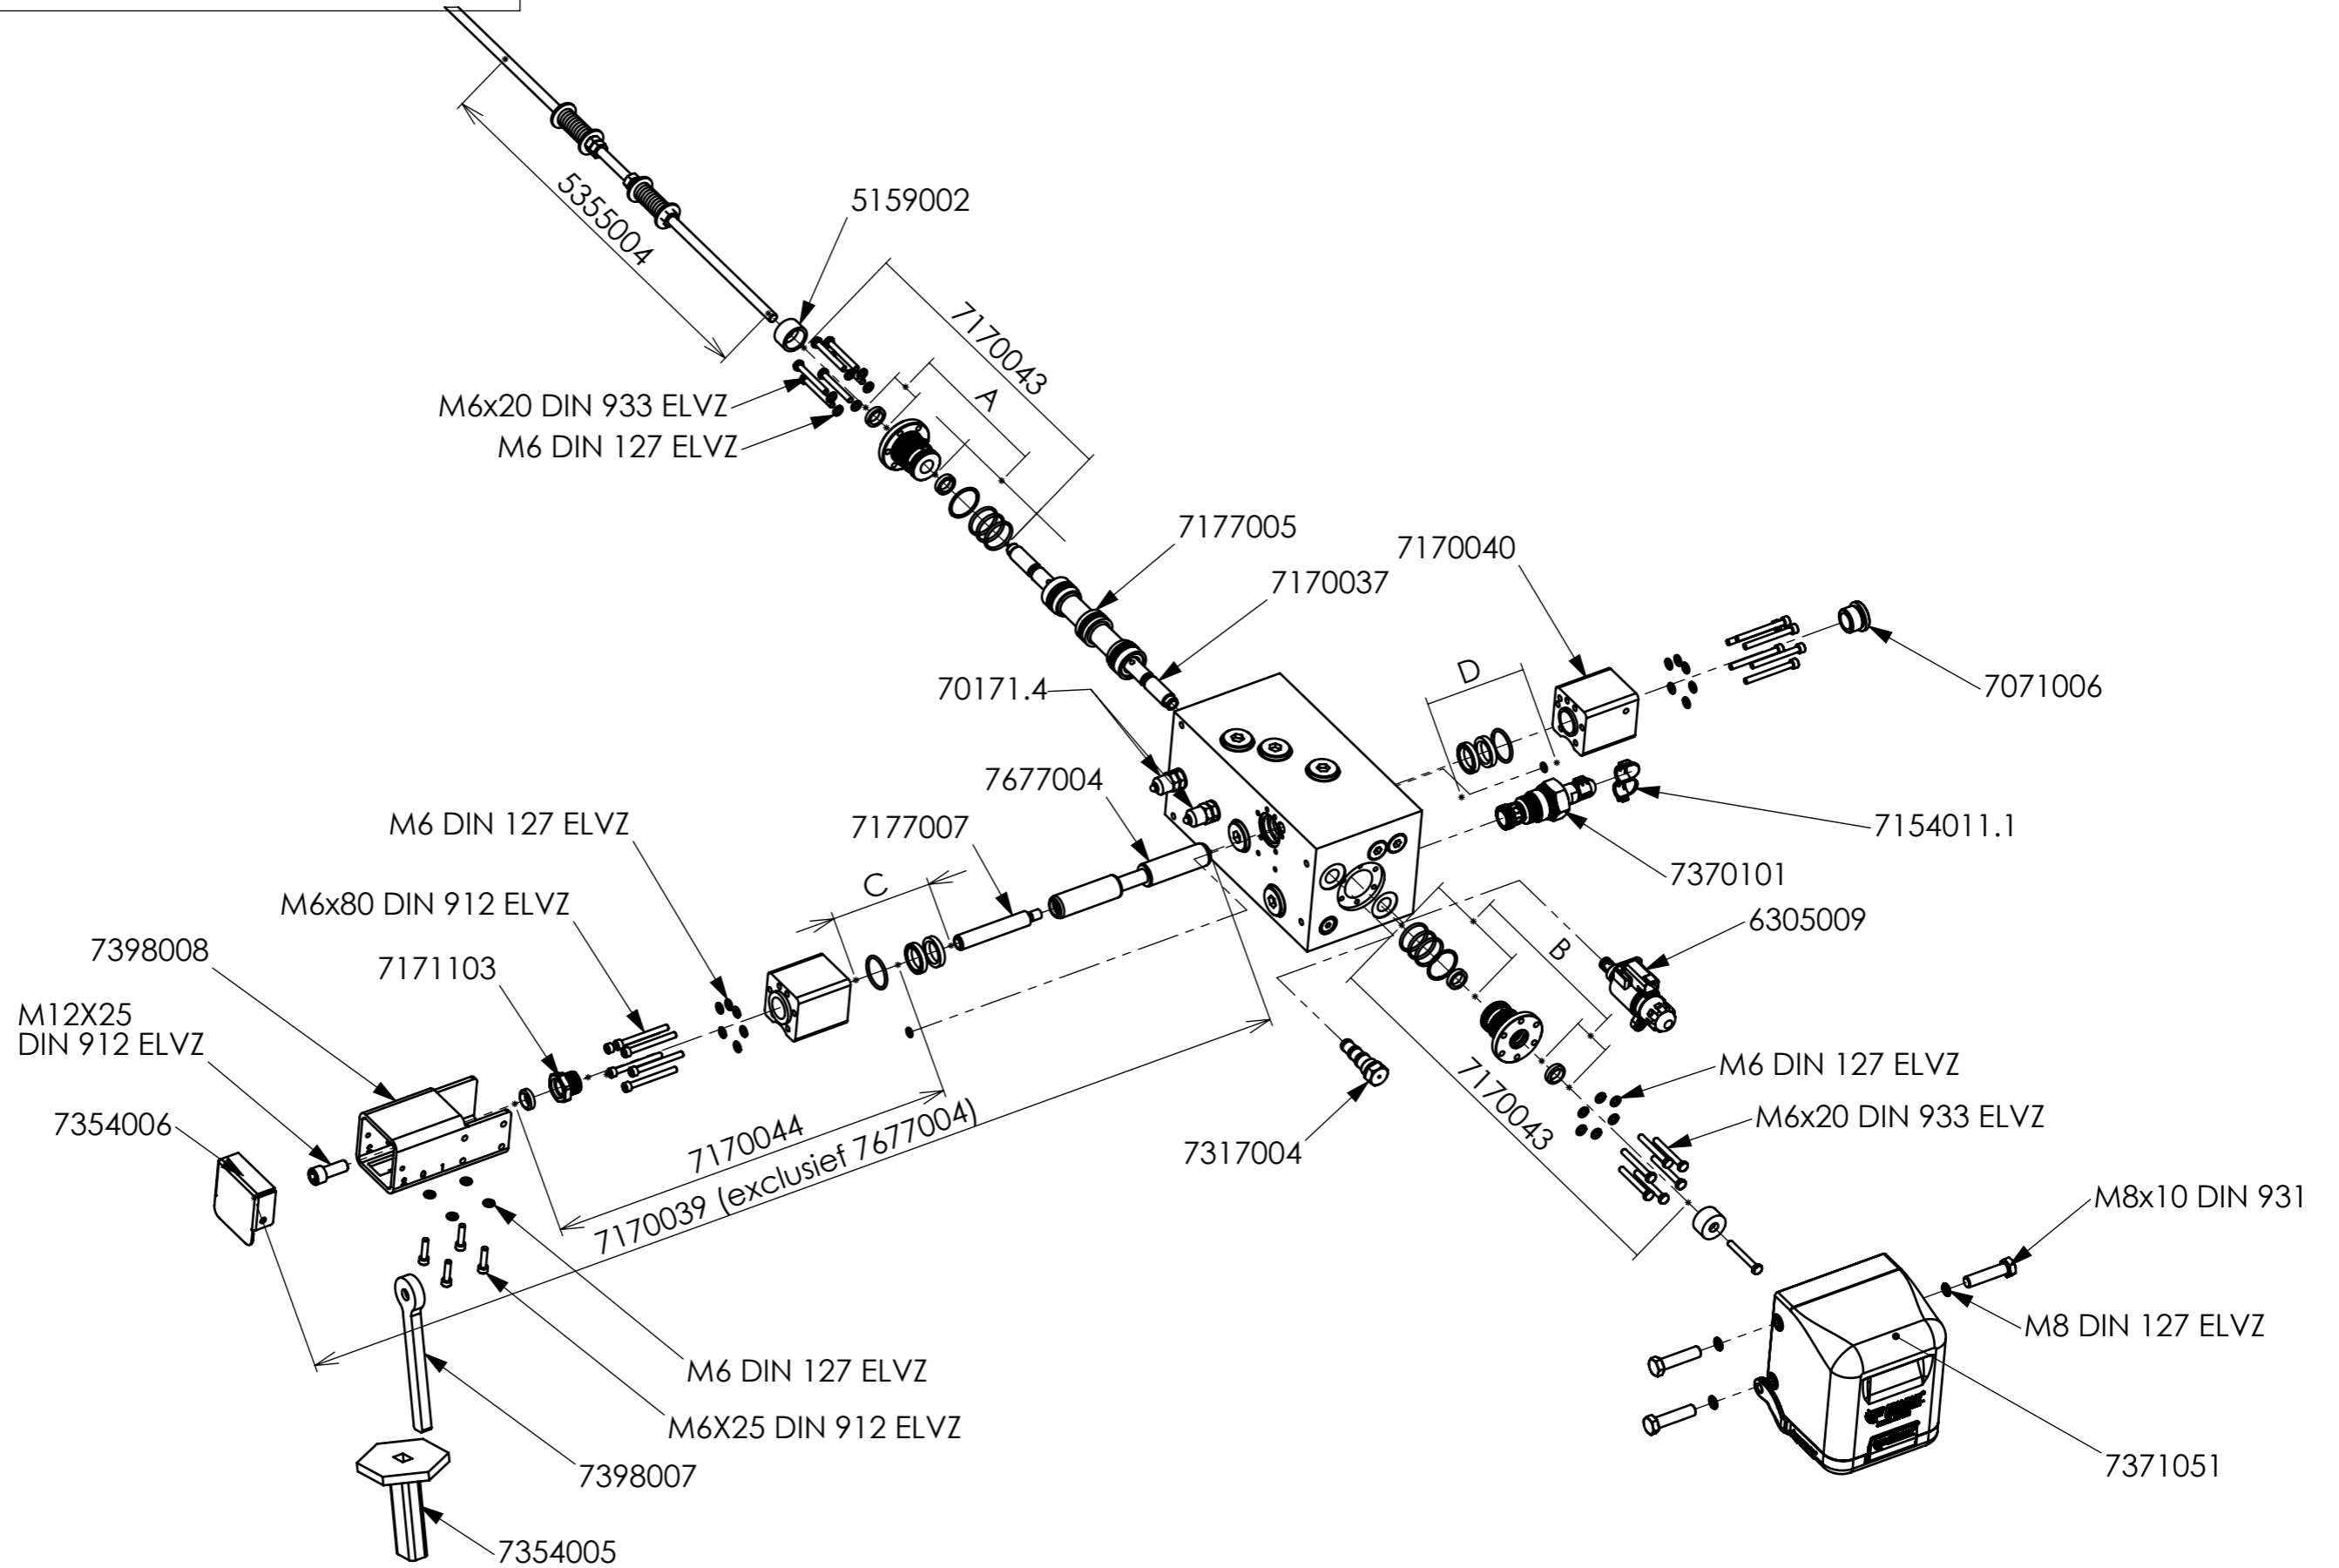 5355004
5159002
7170043
A
M6x20 DIN 933 ELVZ
M6 DIN 127 ELVZ
7177005
7170037
7170040
D
7071006
70171.4
7677004
7177007
C
7154011.1
7370101
6305009
B
M6 DIN 127 ELVZ
M6x80 DIN 912 ELVZ
7398008
7171103
M12X25
DIN 912 ELVZ
7354006
7170044
7170039 (exclusief 7677004)
7317004
7170043
M6 DIN 127 ELVZ
M6x20 DIN 933 ELVZ
M8x10 DIN 931
M8 DIN 127 ELVZ
M6 DIN 127 ELVZ
M6X25 DIN 912 ELVZ
7398007
7354005
7371051